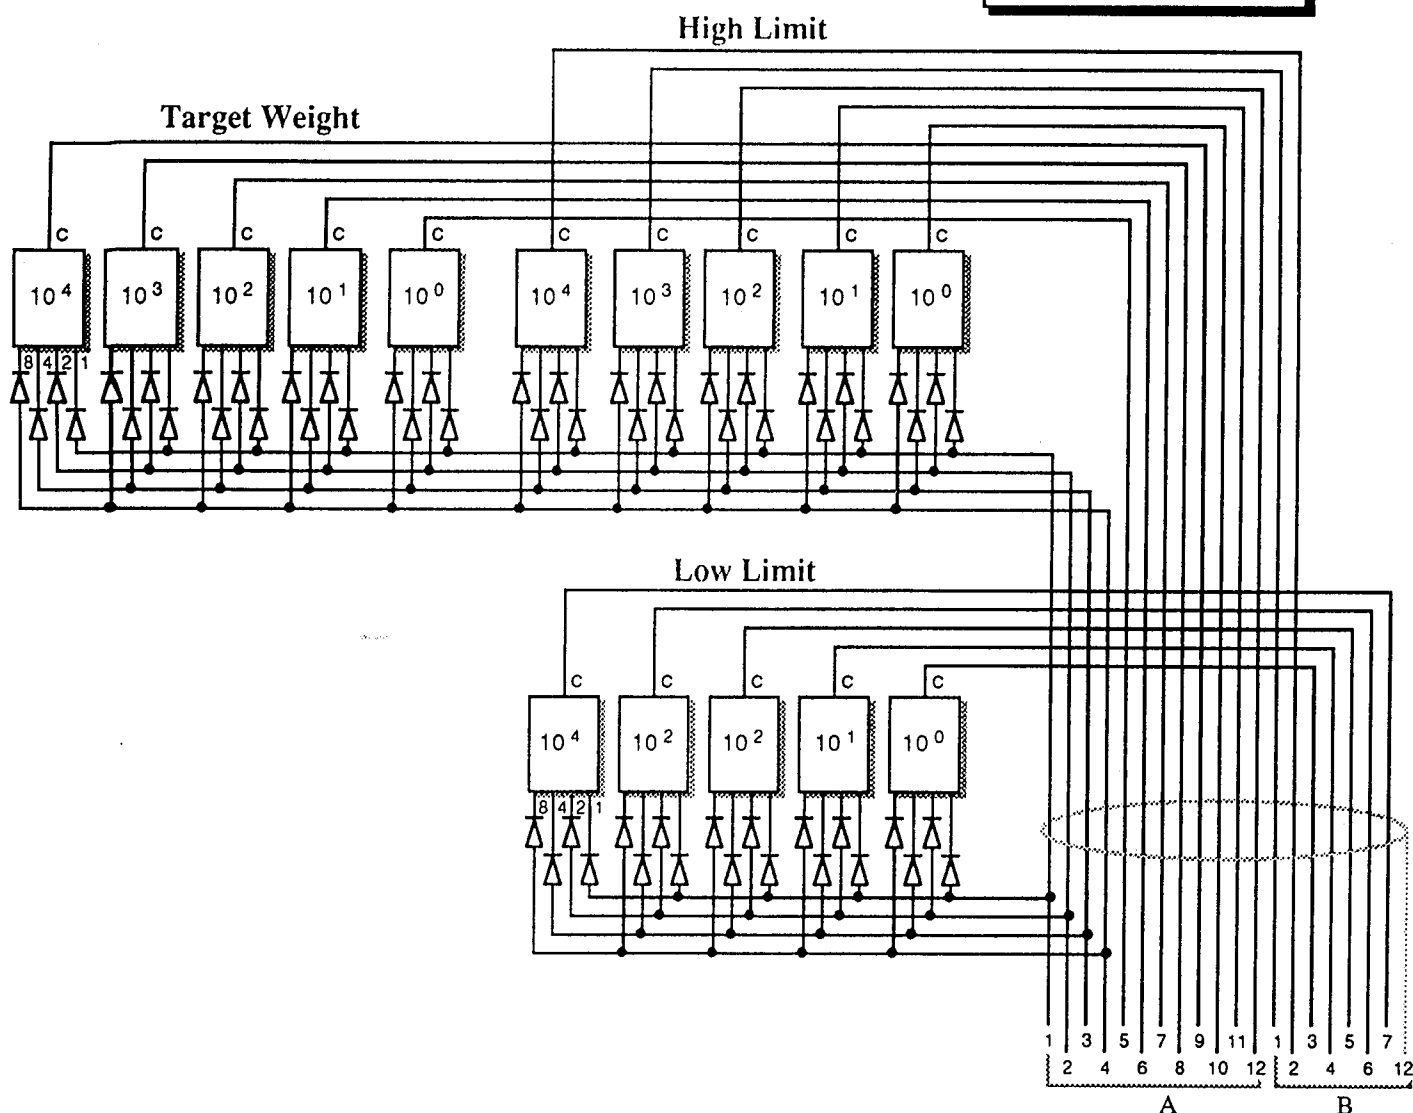 High Limit
Target Weight
C C C C C C C C C C
10⁴ 10³ 10² 10¹ 10⁰ 10⁴ 10³ 10² 10¹ 10⁰
8 4 2 1
Low Limit
C C C C C
10⁴ 10² 10² 10¹ 10⁰
8 4 2 1
1 3 5 7 9 11 1 3 5 7
2 4 6 8 10 12 2 4 6 12
A B